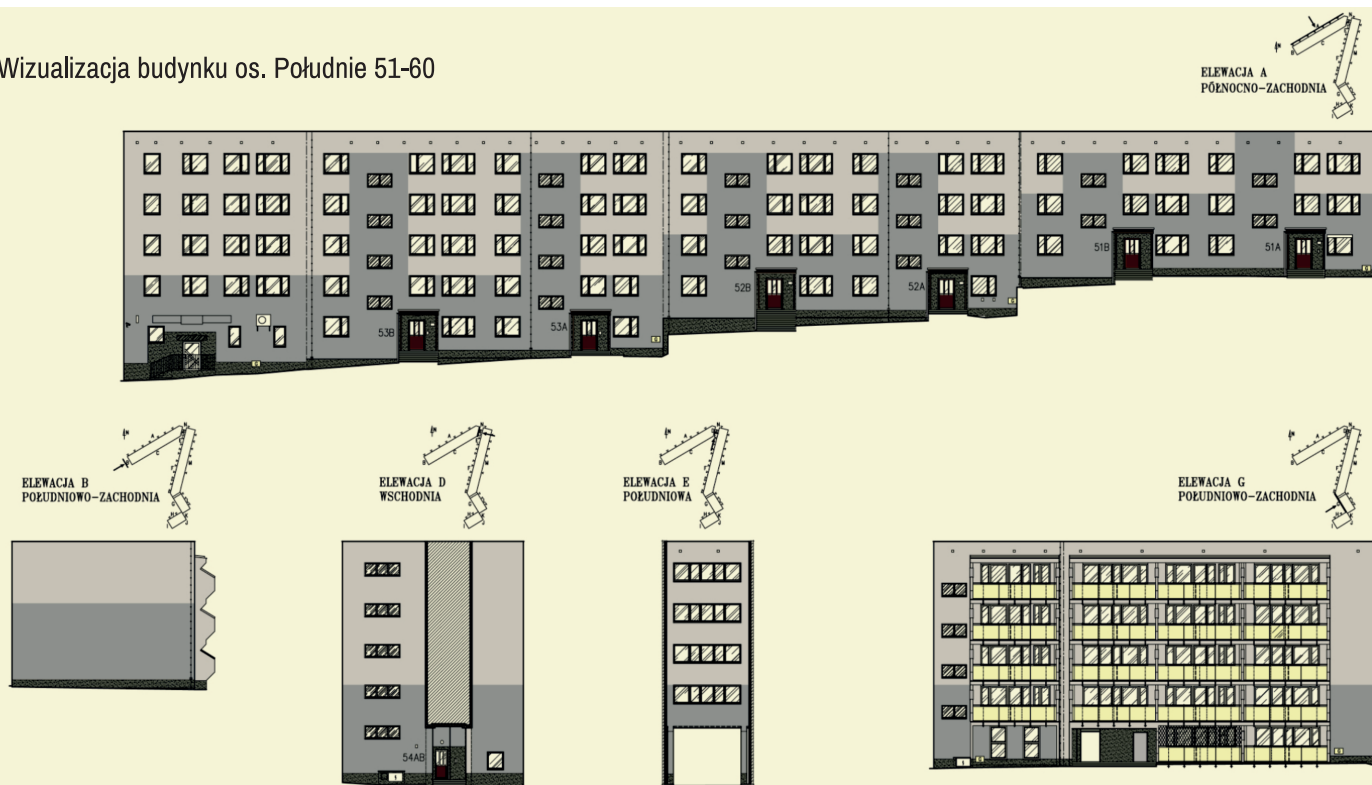 Wizualizacja budynku os. Południe 51-60
ELEWACJA A
PÓŁNOCNO-ZACHODNIA
51B
51A
52B
52A
53B
53A
ELEWACJA B
POŁUDNIOWO-ZACHODNIA
ELEWACJA D
WSCHODNIA
ELEWACJA E
POŁUDNIOWA
ELEWACJA G
POŁUDNIOWO-ZACHODNIA
54AB